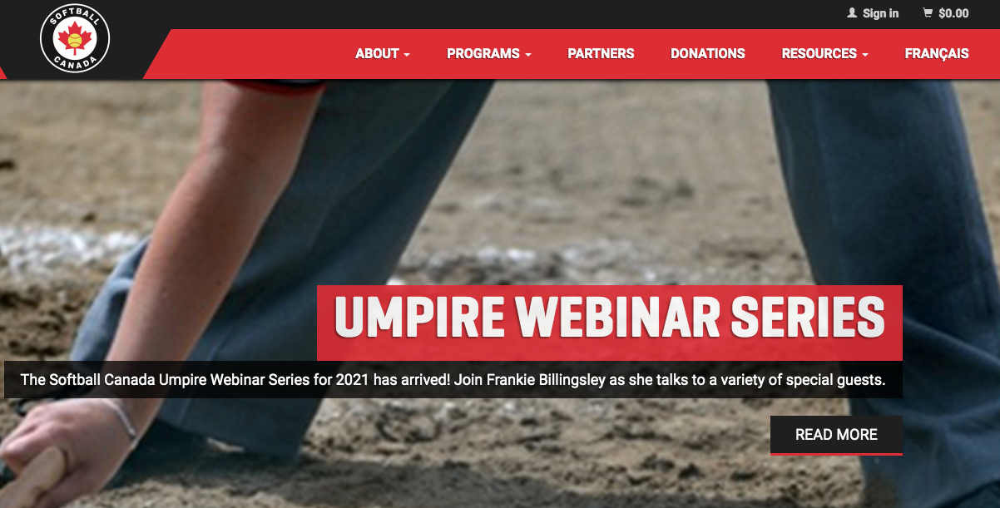 SOFTBALL
CANADA
Sign in
$0.00
ABOUT
PROGRAMS
PARTNERS
DONATIONS
RESOURCES
FRANÇAIS
UMPIRE WEBINAR SERIES
The Softball Canada Umpire Webinar Series for 2021 has arrived! Join Frankie Billingsley as she talks to a variety of special guests.
READ MORE